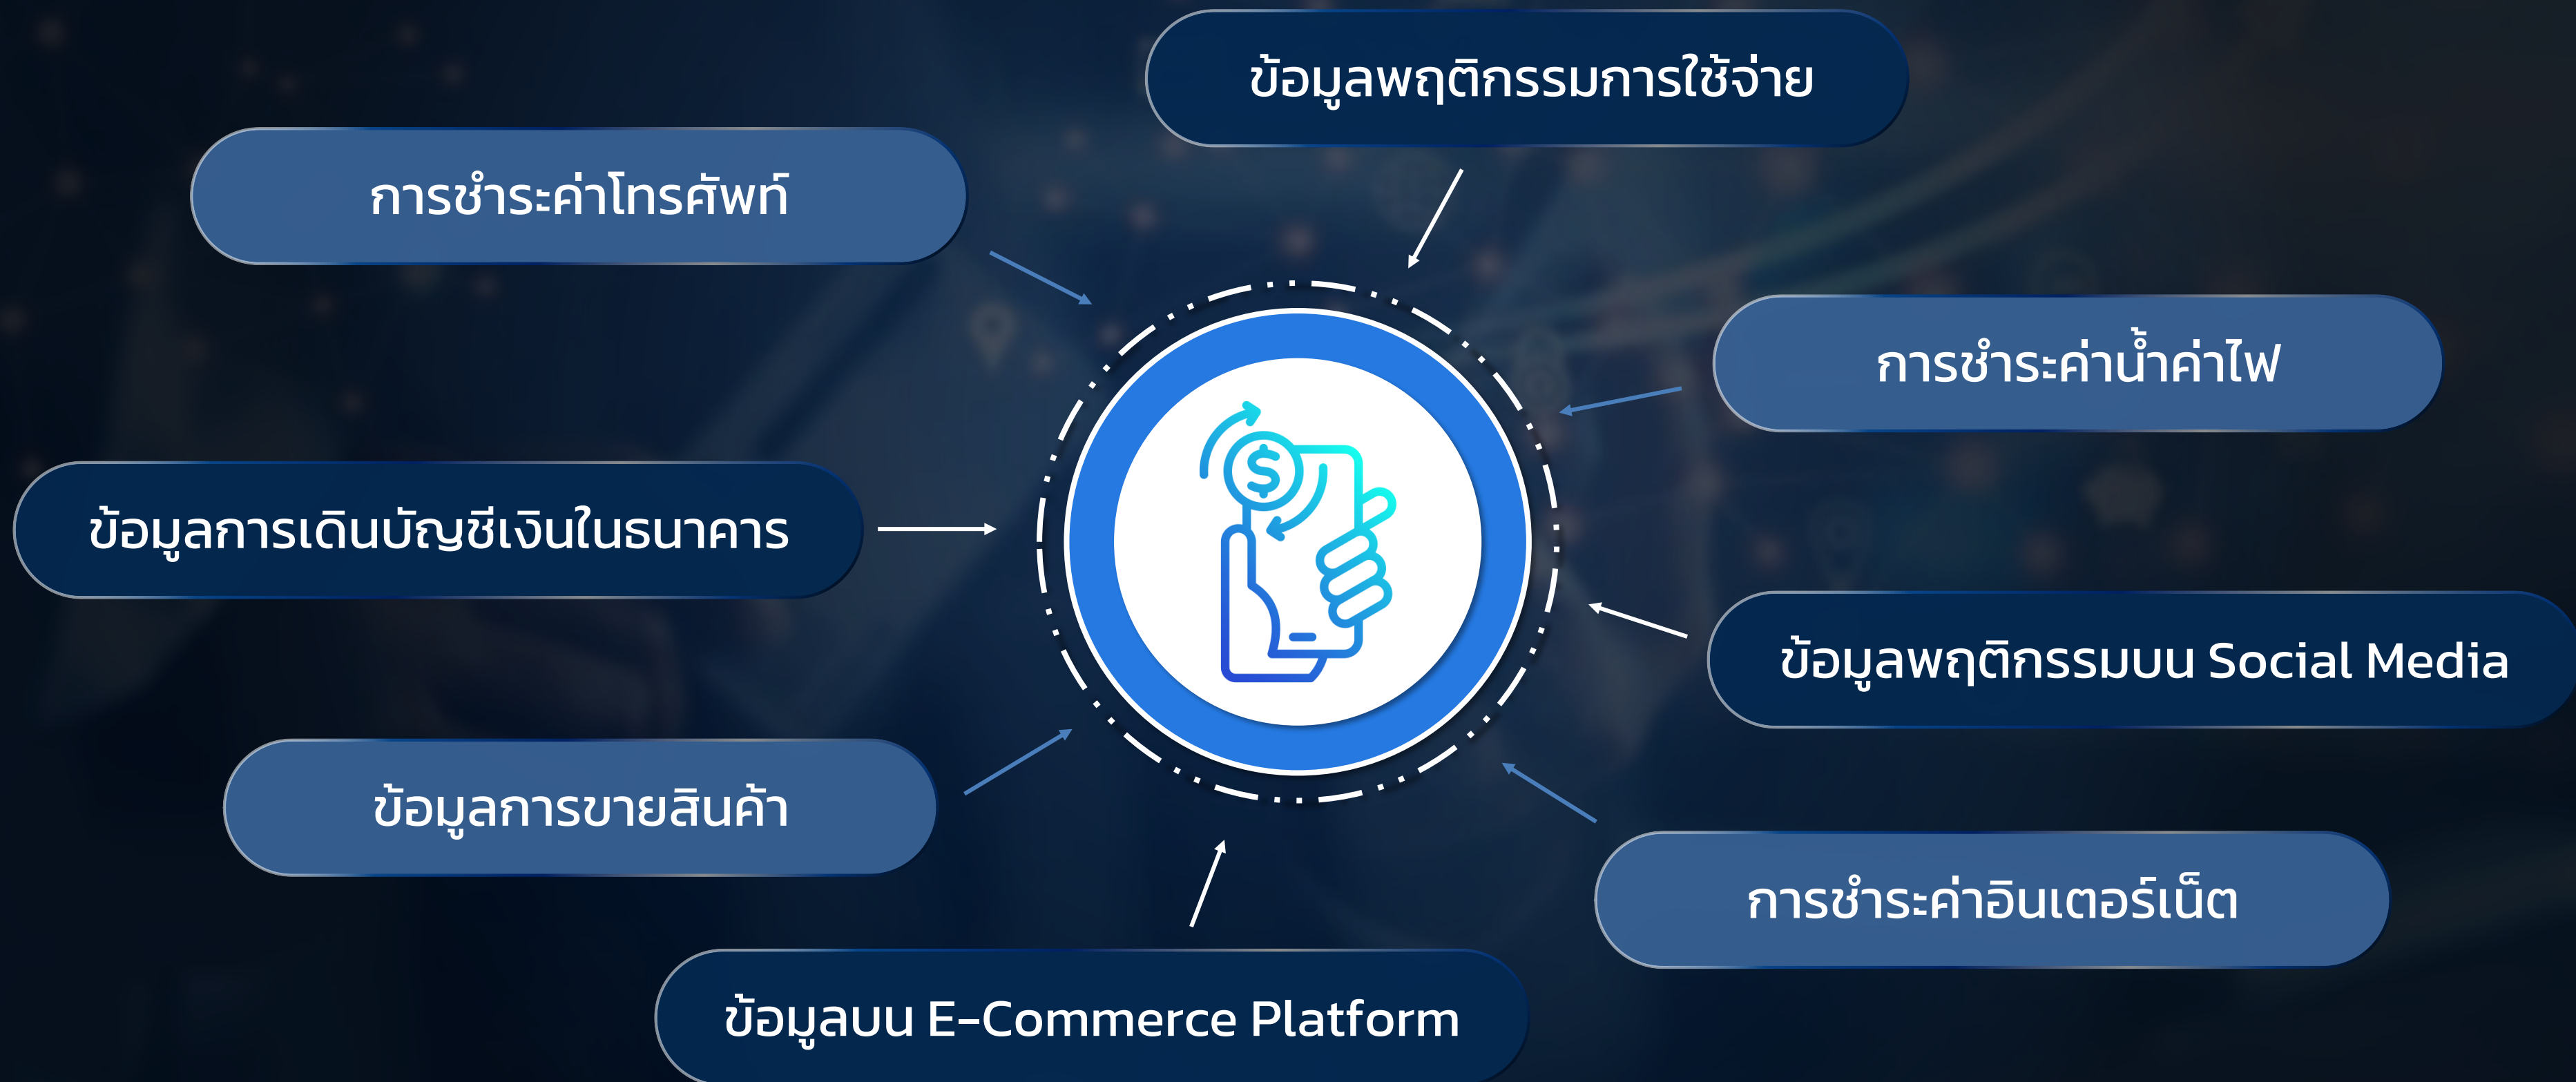 ข้อมูลพฤติกรรมการใช้จ่าย
การชำระค่าโทรศัพท์
การชำระค่าน้ำค่าไฟ
ข้อมูลการเดินบัญชีเงินในธนาคาร
$
ข้อมูลพฤติกรรมบน Social Media
ข้อมูลการขายสินค้า
การชำระค่าอินเตอร์เน็ต
ข้อมูลบน E-Commerce Platform